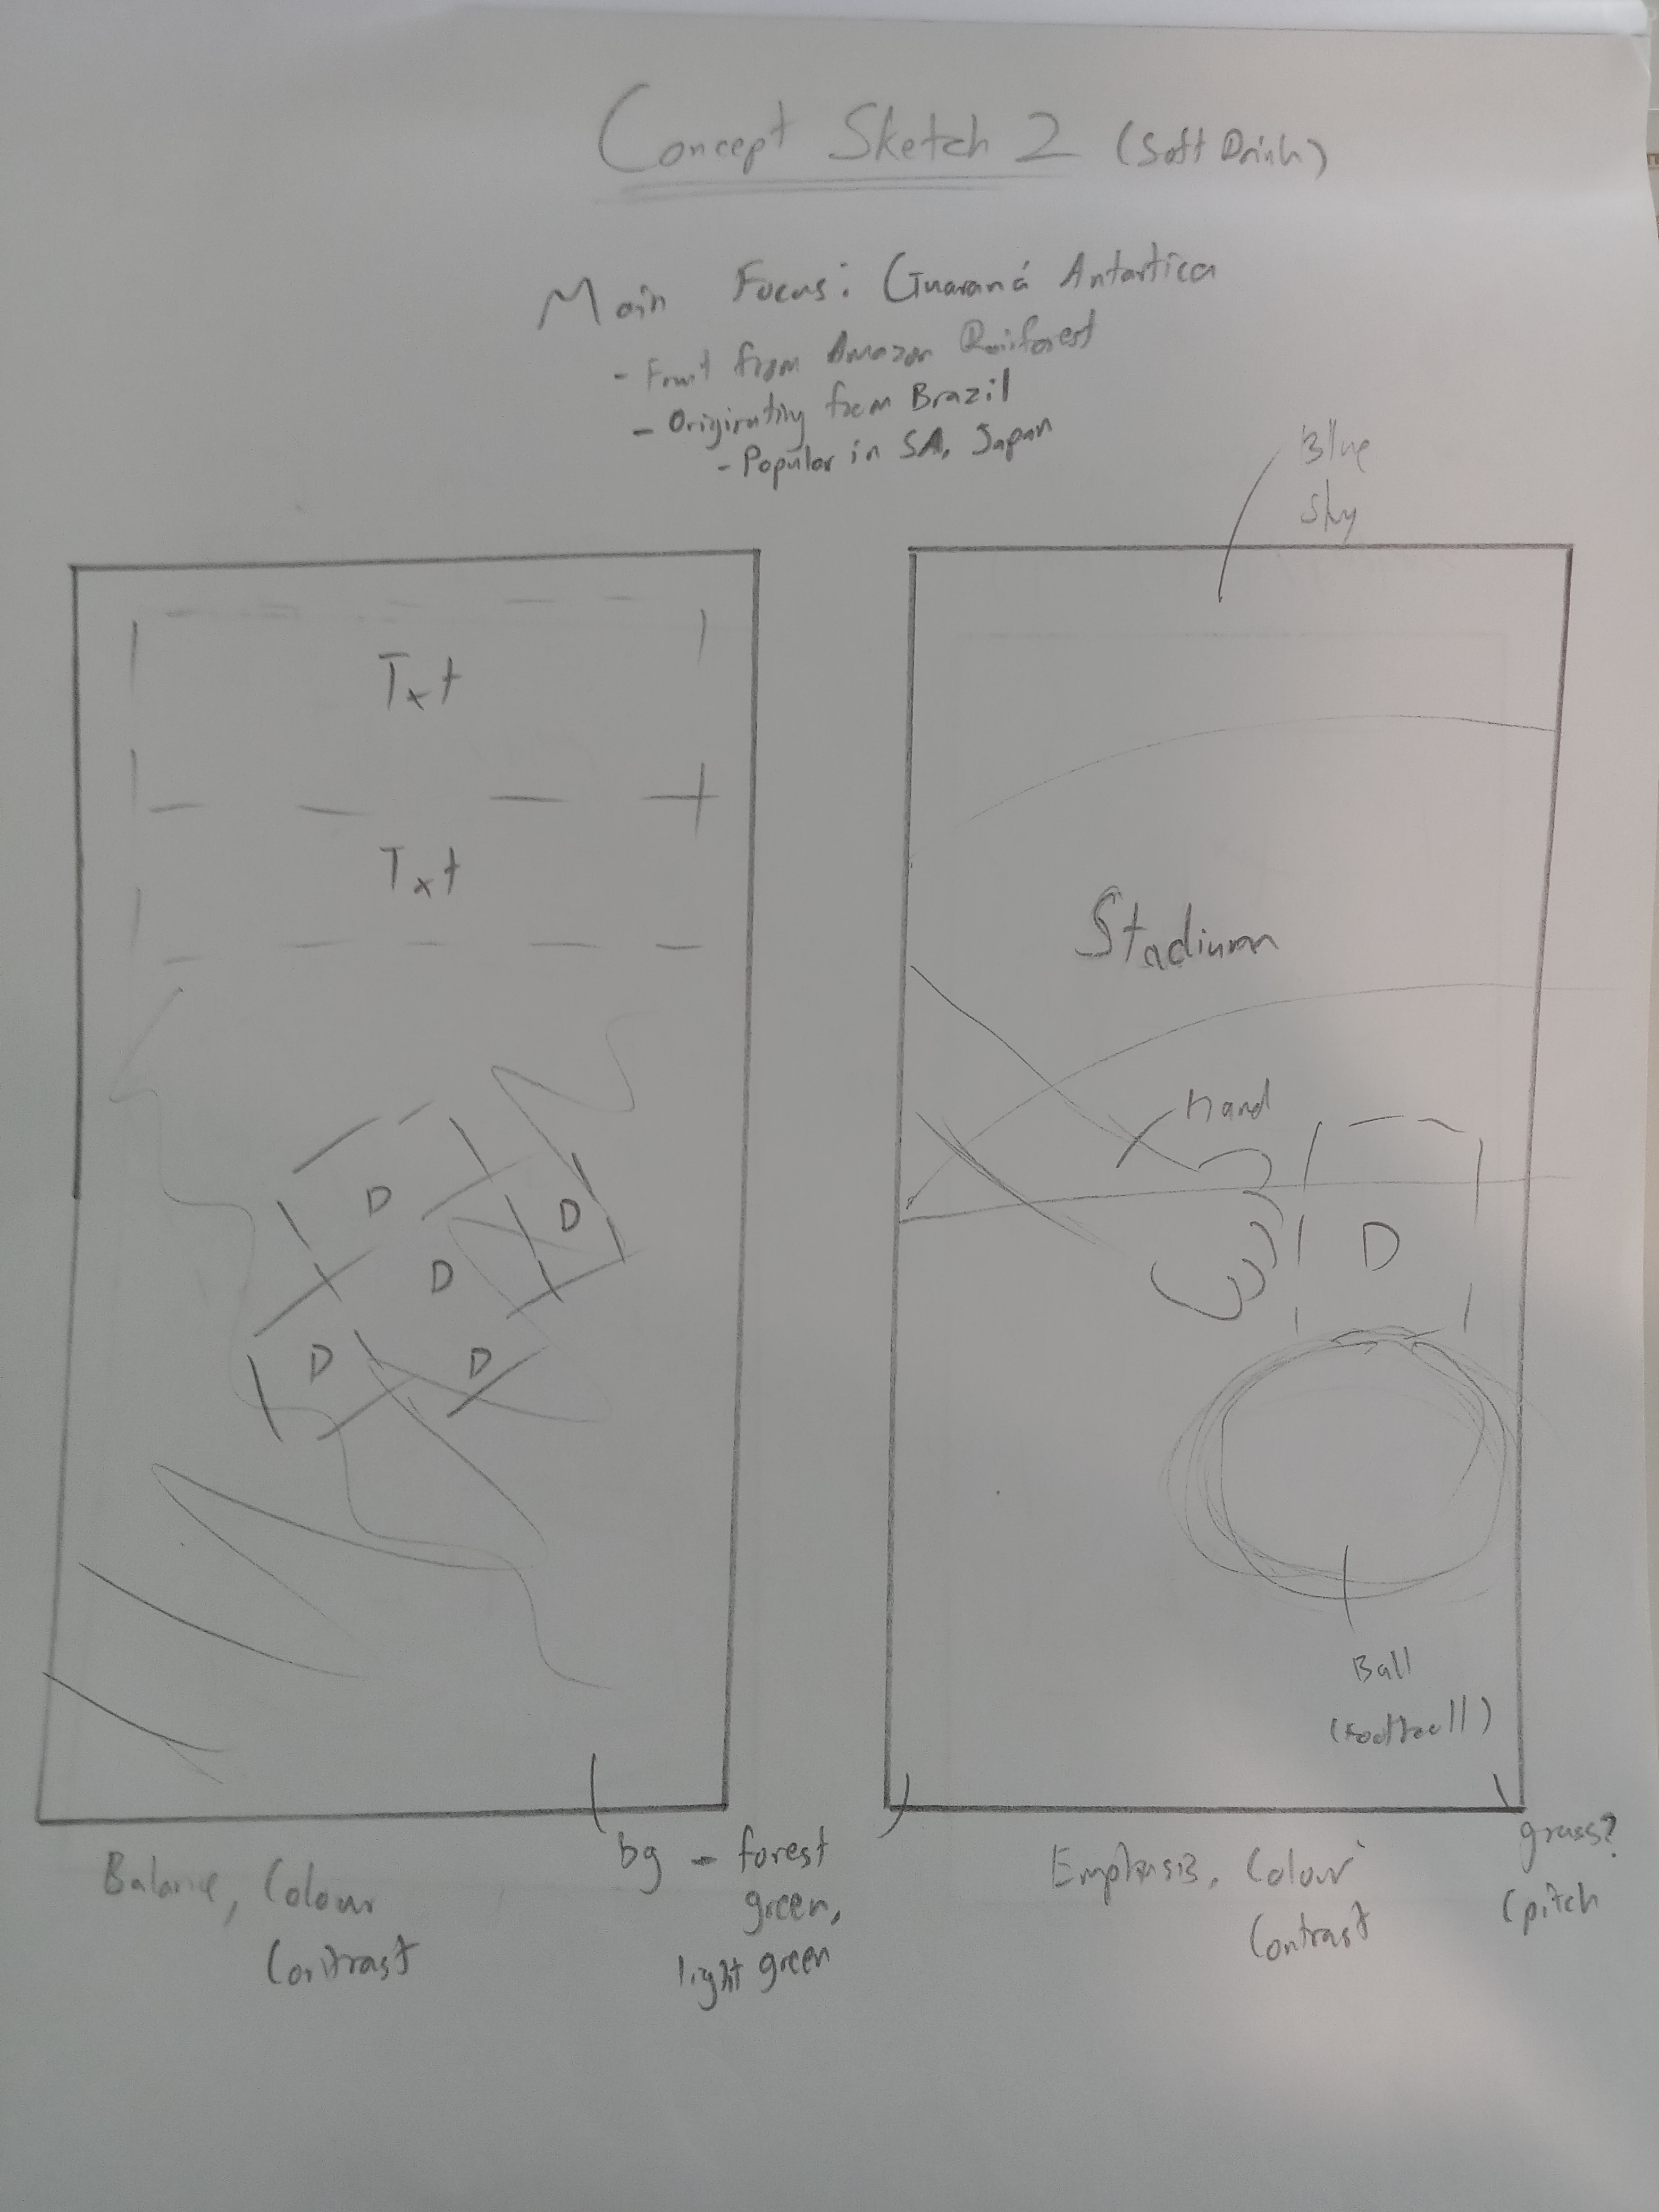 Concept Sketch 2 (Soft Drink)
Main Focus: Guaraná Antartica
- Fruit from Amazon Rainforest
- Originating from Brazil
- Popular in SA, Japan
Blue
Sky
Txt
Txt
D
D
D
D
D
Stadium
Hand
D
Ball
(Football)
Balance, Colour
Contrast
bg - forest
green,
light green
Emphasis, Colour
Contrast
grass?
(pitch